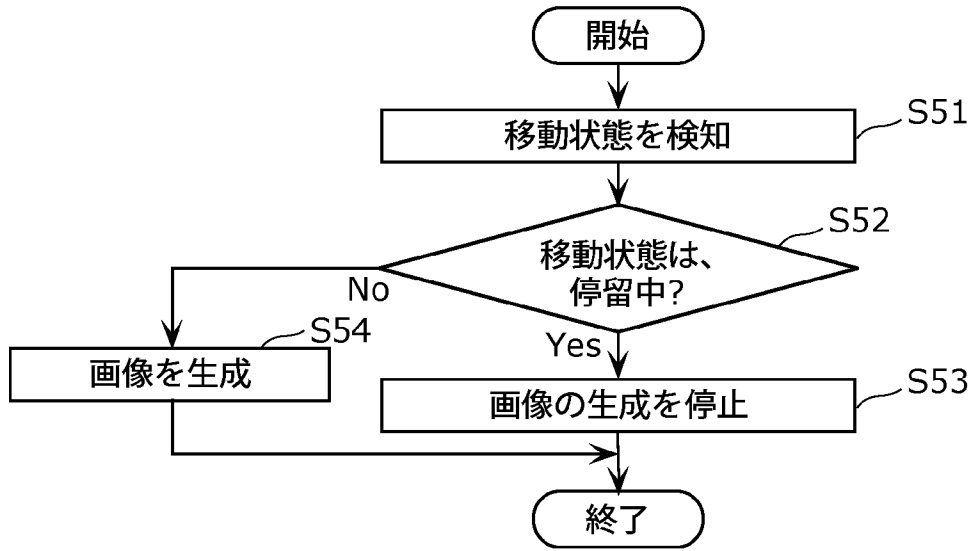 開始
S51
移動状態を検知
S52
移動状態は、
停留中?
No
Yes
S54
画像を生成
S53
画像の生成を停止
終了